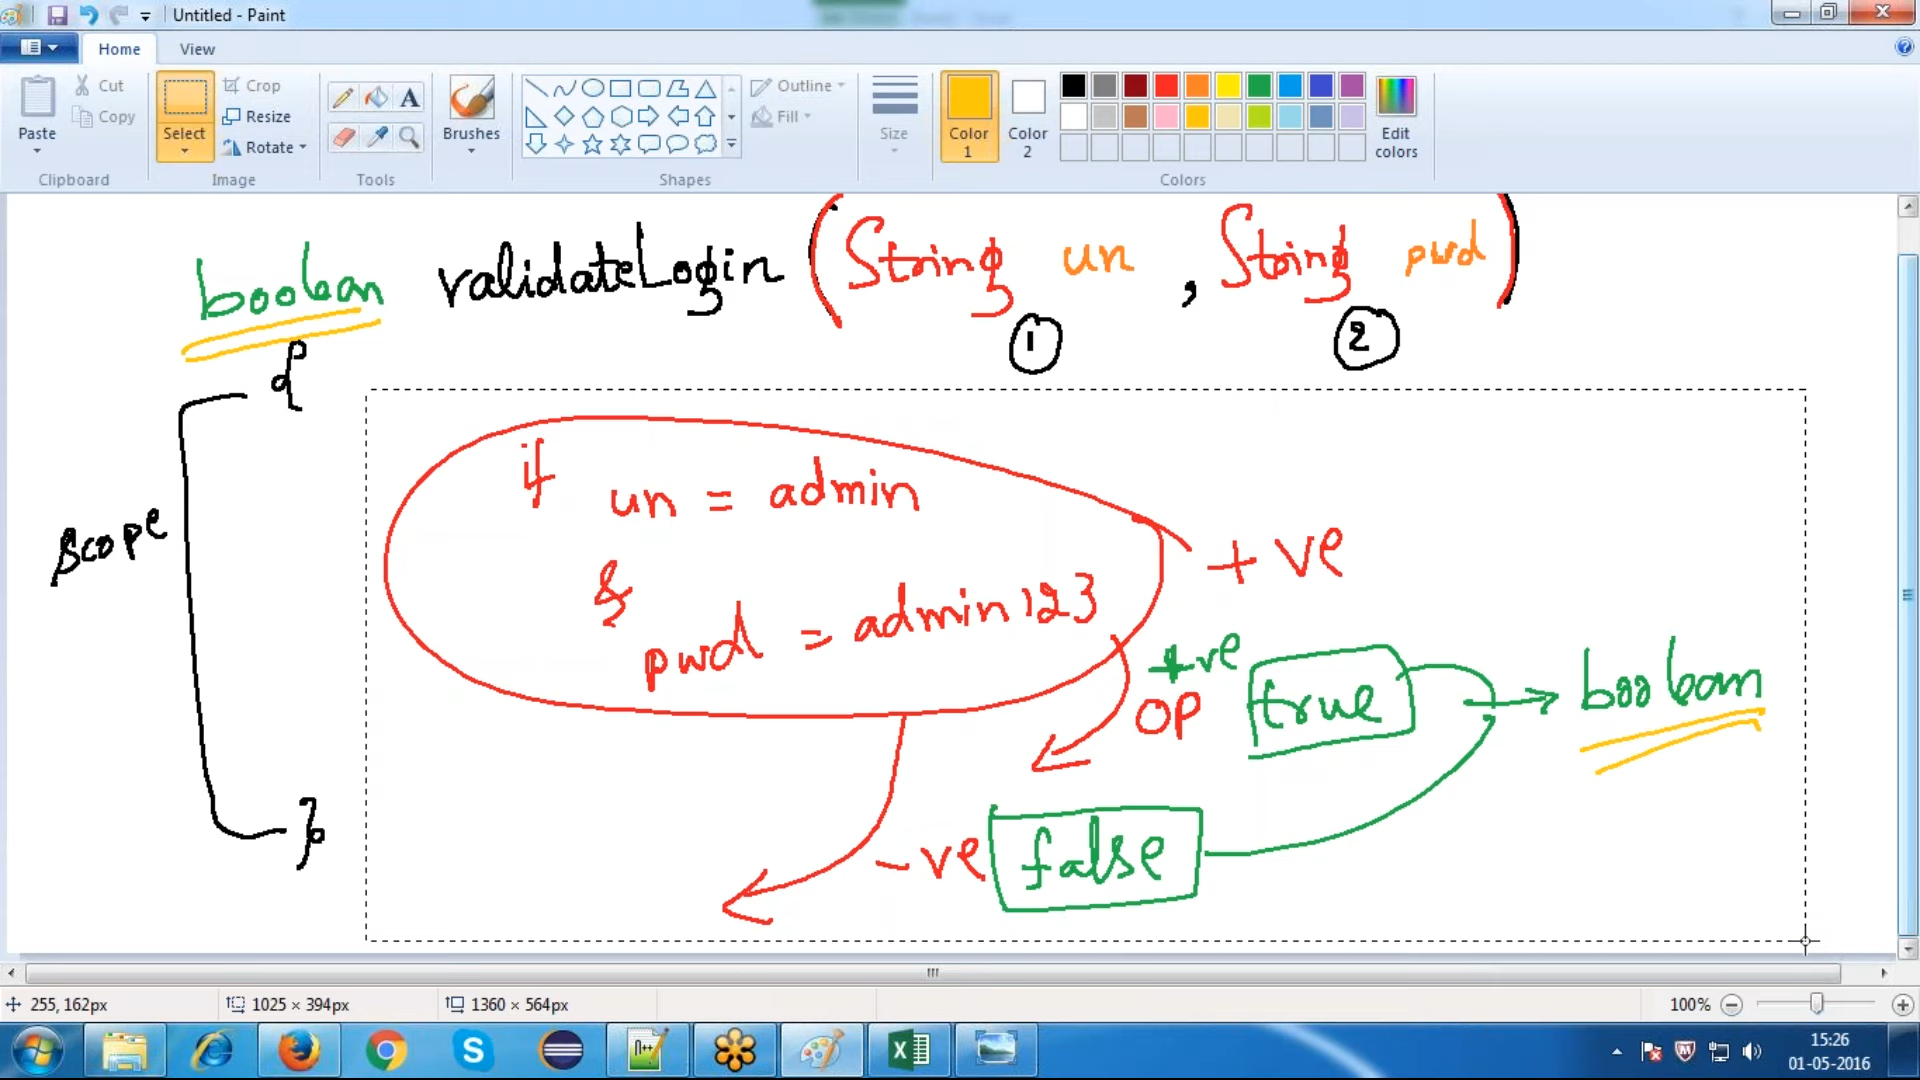 Untitled - Paint
Home View
Paste
Cut
Copy
Clipboard
Select
Crop
Resize
Rotate
Image
Tools
Brushes
Shapes
Outline
Fill
Size
Color 1
Color 2
Edit colors
Colors
boolean validateLogin (String un , String pwd)
1 2
{
if
un = admin
&
pwd = admin123
scope
+ ve
+ve
OP true boolean
- ve false
}
255, 162px 1025 × 394px 1360 × 564px 100%
15:26
01-05-2016